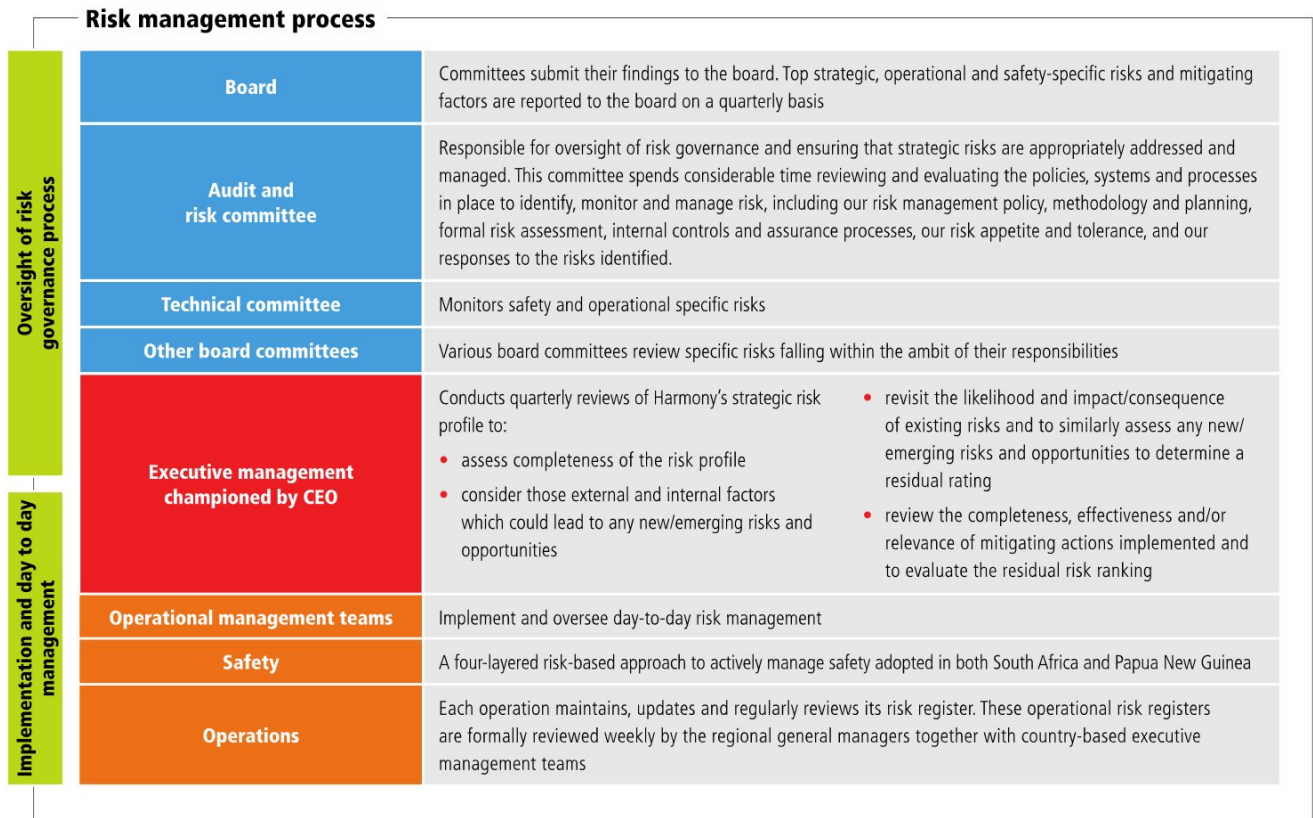 Risk management process
Oversight of risk
governance process
Board
Committees submit their findings to the board. Top strategic, operational and safety-specific risks and mitigating
factors are reported to the board on a quarterly basis
Audit and
risk committee
Responsible for oversight of risk governance and ensuring that strategic risks are appropriately addressed and
managed. This committee spends considerable time reviewing and evaluating the policies, systems and processes
in place to identify, monitor and manage risk, including our risk management policy, methodology and planning,
formal risk assessment, internal controls and assurance processes, our risk appetite and tolerance, and our
responses to the risks identified.
Technical committee
Monitors safety and operational specific risks
Other board committees
Various board committees review specific risks falling within the ambit of their responsibilities
Executive management
championed by CEO
Conducts quarterly reviews of Harmony's strategic risk
profile to:
• assess completeness of the risk profile
• consider those external and internal factors
which could lead to any new/emerging risks and
opportunities
• revisit the likelihood and impact/consequence
of existing risks and to similarly assess any new/
emerging risks and opportunities to determine a
residual rating
• review the completeness, effectiveness and/or
relevance of mitigating actions implemented and
to evaluate the residual risk ranking
Implementation and day to day
management
Operational management teams
Implement and oversee day-to-day risk management
Safety
A four-layered risk-based approach to actively manage safety adopted in both South Africa and Papua New Guinea
Operations
Each operation maintains, updates and regularly reviews its risk register. These operational risk registers
are formally reviewed weekly by the regional general managers together with country-based executive
management teams